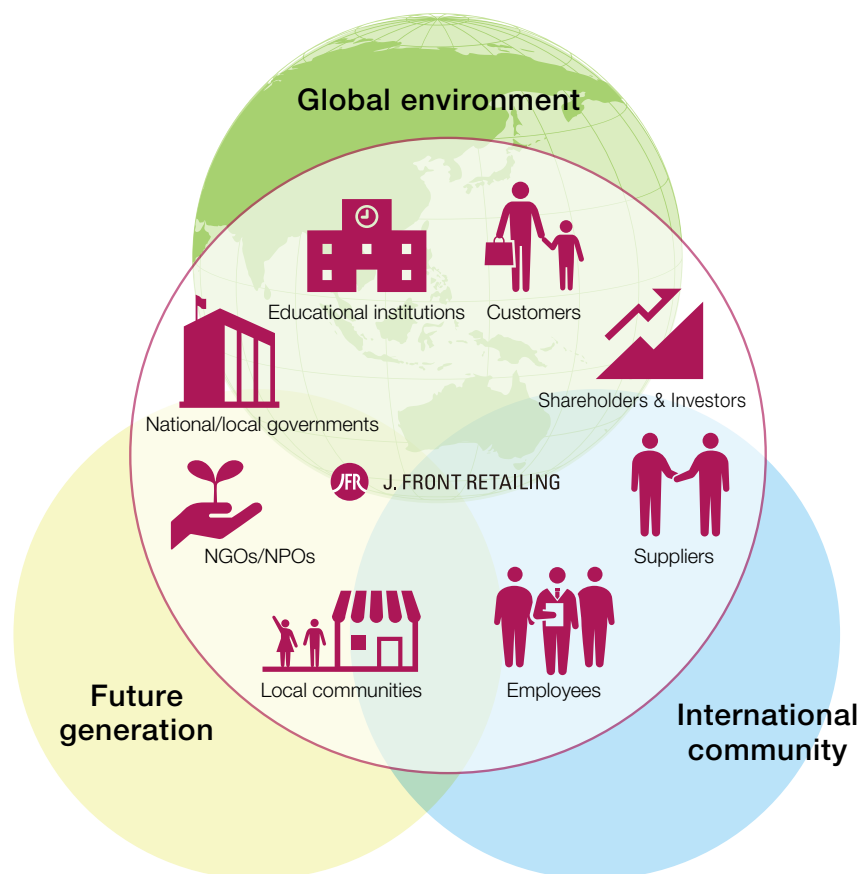 Global environment
Educational institutions
Customers
National/local governments
Shareholders & Investors
JFR J. FRONT RETAILING
NGOs/NPOs
Suppliers
Local communities
Employees
Future
generation
International
community